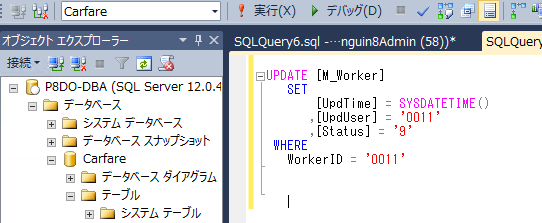 Carfare
実行(X)
デバッグ(D)
オブジェクト エクスプローラー
SQLQuery6.sql -…nguin8Admin (58))*
SQLQuery
接続
P8DO-DBA (SQL Server 12.0.4
データベース
システム データベース
データベース スナップショット
Carfare
データベース ダイアグラム
テーブル
システム テーブル
UPDATE [M_Worker]
SET
[UpdTime] = SYSDATETIME()
,[UpdUser] = '0011'
,[Status] = '9'
WHERE
WorkerID = '0011'